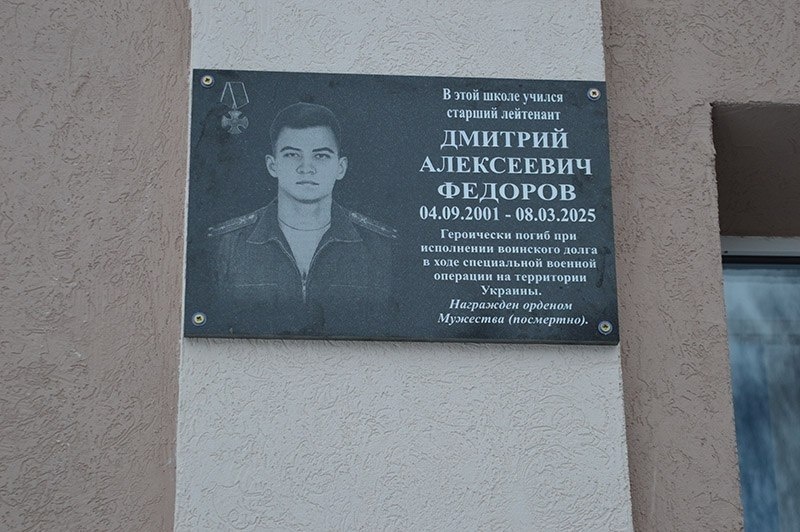 В этой школе учился
старший лейтенант
ДМИТРИЙ
АЛЕКСЕЕВИЧ
ФЕДОРОВ
04.09.2001 - 08.03.2025
Героически погиб при
исполнении воинского долга
в ходе специальной военной
операции на территории
Украины.
Награжден орденом
Мужества (посмертно).